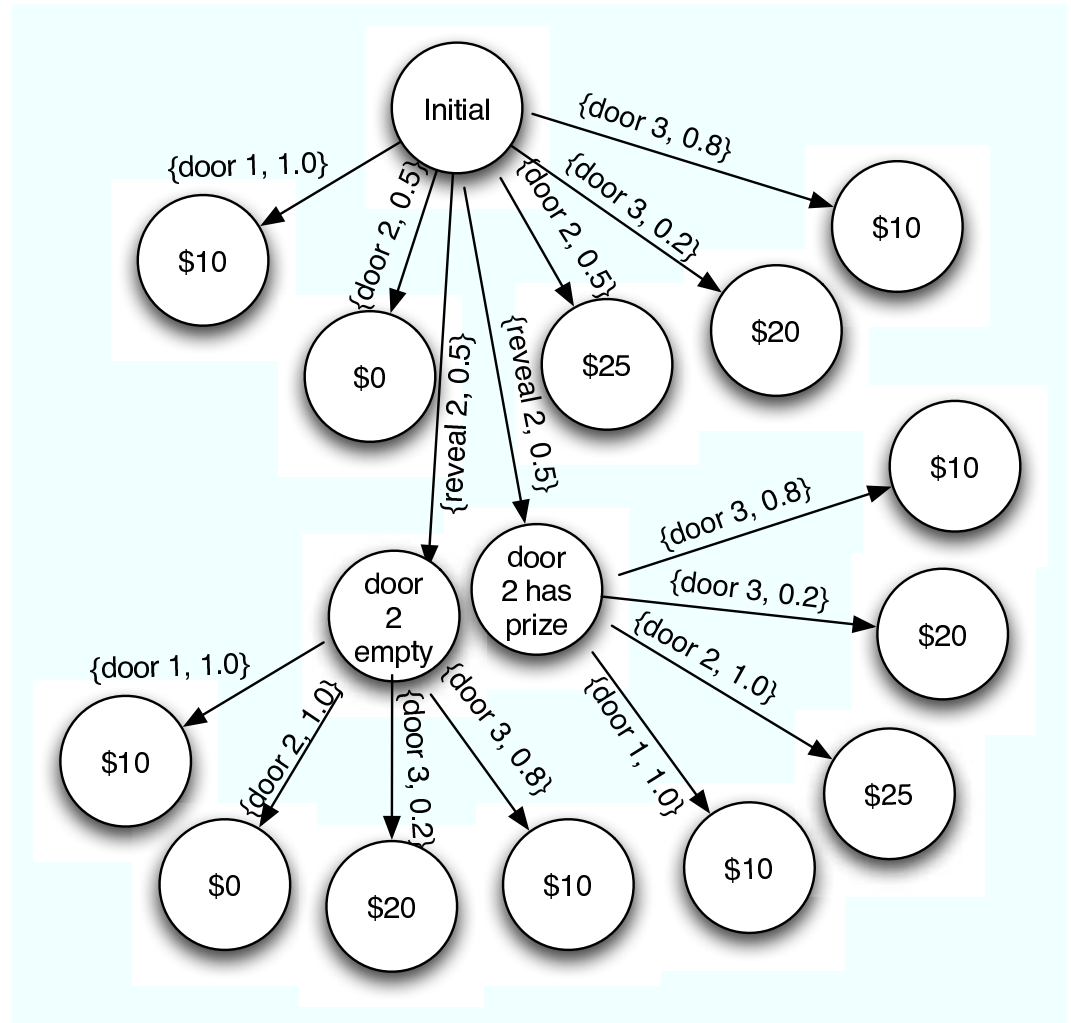 Initial
{door 3, 0.8}
{door 1, 1.0}
{door 2, 0.5}
{door 2, 0.5}
{door 3, 0.2}
$10
$10
$20
$0
$25
{reveal 2, 0.5}
{reveal 2, 0.5}
$10
{door 3, 0.8}
door
2 has
prize
door
2
empty
{door 3, 0.2}
$20
{door 2, 1.0}
{door 1, 1.0}
{door 2, 1.0}
{door 3, 0.2}
{door 3, 0.8}
{door 1, 1.0}
$10
$25
$0
$20
$10
$10